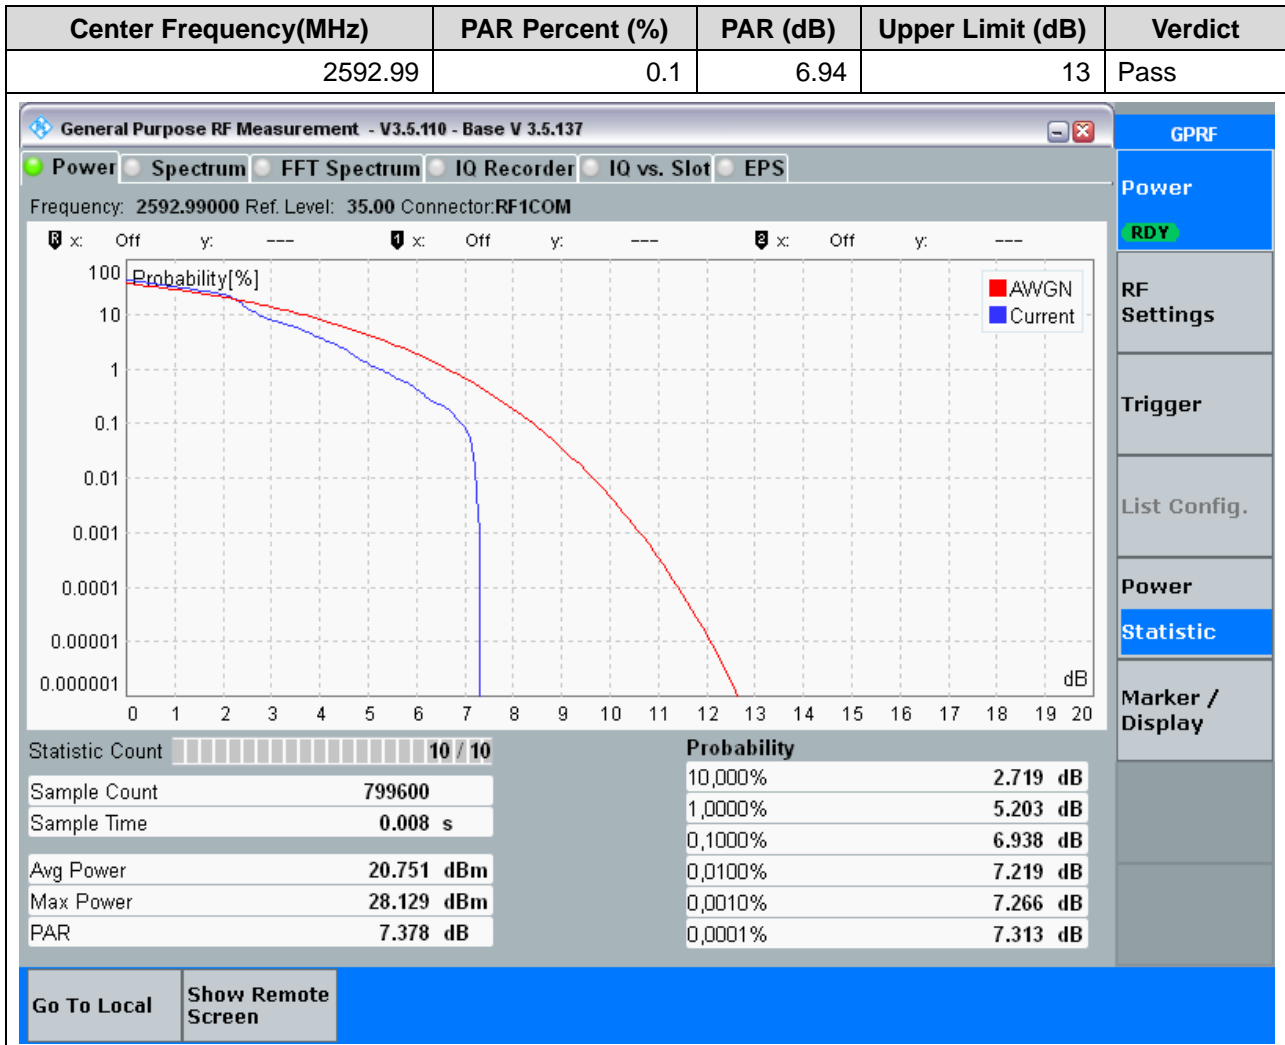 Center Frequency(MHz) PAR Percent (%) PAR (dB) Upper Limit (dB) Verdict
2592.99 0.1 6.94 13 Pass
General Purpose RF Measurement - V3.5.110 - Base V 3.5.137
GPRF
Power Spectrum FFT Spectrum IQ Recorder IQ vs. Slot EPS
Frequency: 2592.99000 Ref. Level: 35.00 Connector:RF1COM
R x: Off y: --- 1 x: Off y: --- 2 x: Off y: ---
Probability[%]
AWGN
Current
100
10
1
0.1
0.01
0.001
0.0001
0.00001
0.000001
dB
0 1 2 3 4 5 6 7 8 9 10 11 12 13 14 15 16 17 18 19 20
Statistic Count 10 / 10
Sample Count 799600
Sample Time 0.008 s
Avg Power 20.751 dBm
Max Power 28.129 dBm
PAR 7.378 dB
Probability
10,000% 2.719 dB
1,0000% 5.203 dB
0,1000% 6.938 dB
0,0100% 7.219 dB
0,0010% 7.266 dB
0,0001% 7.313 dB
Power
RDY
RF
Settings
Trigger
List Config.
Power
Statistic
Marker /
Display
Go To Local
Show Remote
Screen